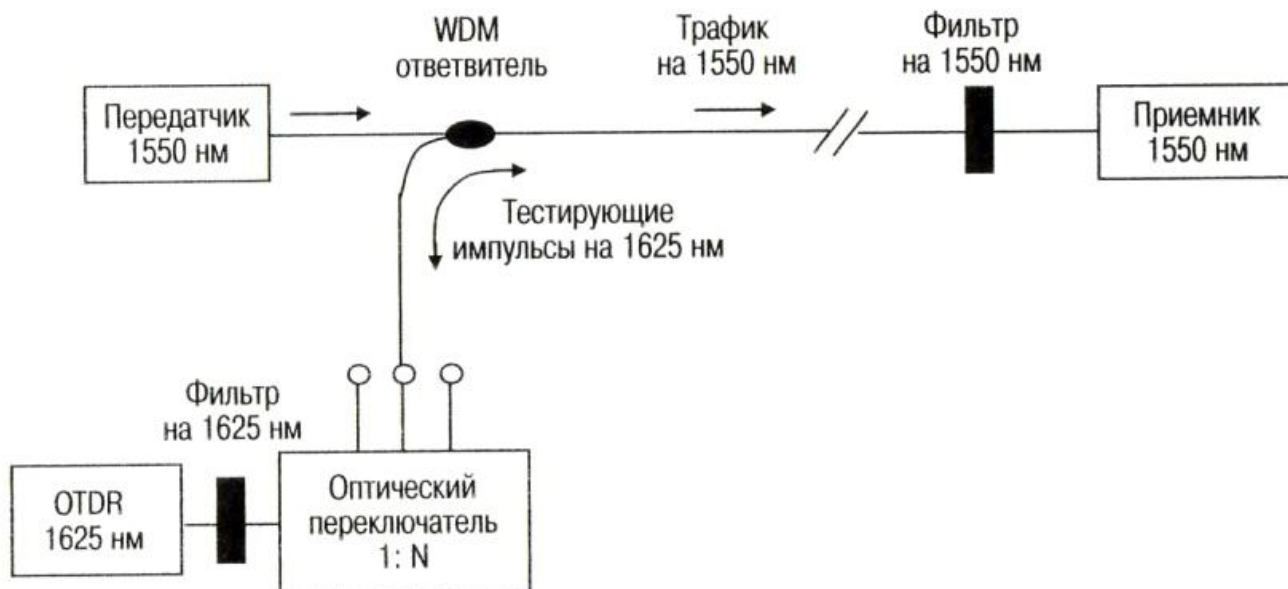 WDM
ответвитель
Трафик
на 1550 нм
Фильтр
на 1550 нм
Передатчик
1550 нм
Приемник
1550 нм
Тестирующие
импульсы на 1625 нм
Фильтр
на 1625 нм
OTDR
1625 нм
Оптический
переключатель
1: N